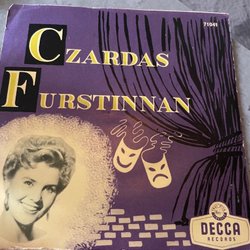 71041
CZARDAS
FURSTINNAN
DECCA
RECORDS